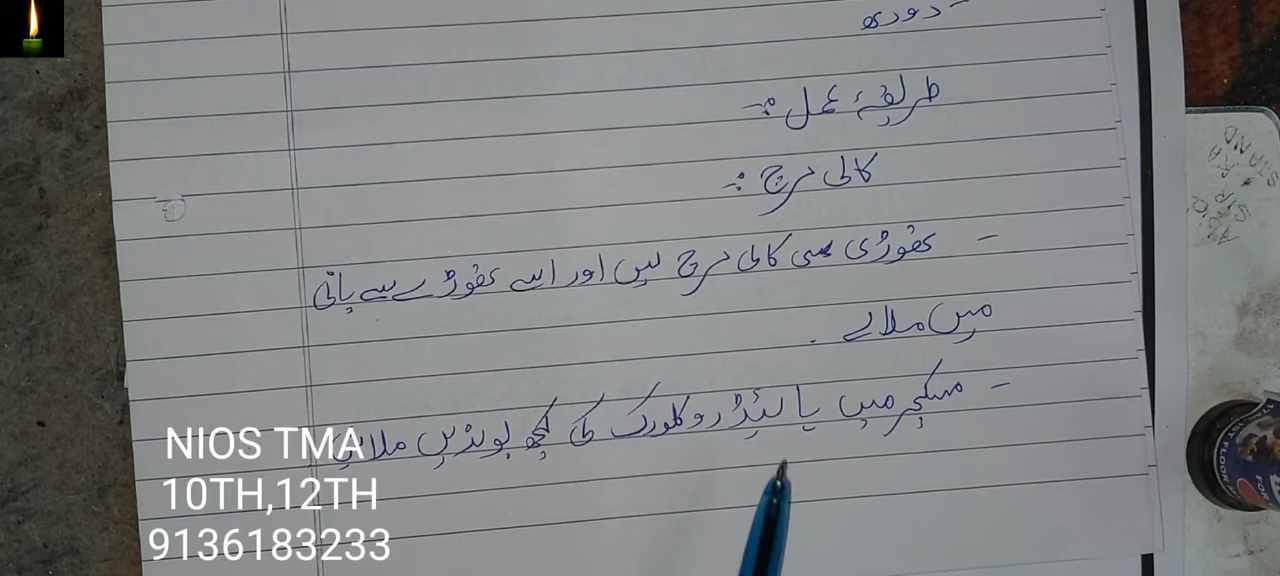 - دودھ
طریقۂ عمل :-
کالی مرچ :-
- تھوڑی سی کالی مرچ لیں اور اسے تھوڑے سے پانی
میں ملائے .
- مکسچر میں ہائیڈروکلورک کی کچھ بوندیں ملائے
NIOS TMA
10TH,12TH
9136183233